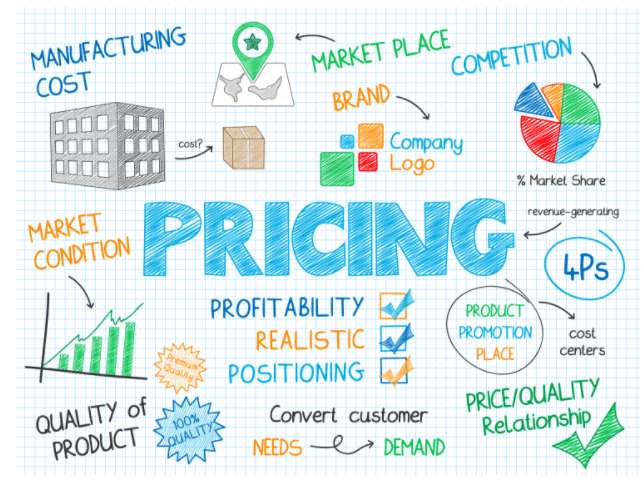 MANUFACTURING
COST
MARKET PLACE
COMPETITION
BRAND
cost?
Company
Logo
% Market Share
MARKET
CONDITION
PRICING
revenue-generating
4Ps
PROFITABILITY
REALISTIC
POSITIONING
PRODUCT
PROMOTION
PLACE
cost
centers
Premium
Quality
QUALITY of
PRODUCT
100%
QUALITY
Convert customer
NEEDS
DEMAND
PRICE/QUALITY
Relationship